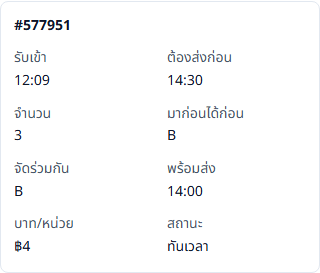 #577951
รับเข้า ต้องส่งก่อน
12:09 14:30
จำนวน มาก่อนได้ก่อน
3 B
จัดร่วมกัน พร้อมส่ง
B 14:00
บาท/หน่วย สถานะ
฿4 ทันเวลา